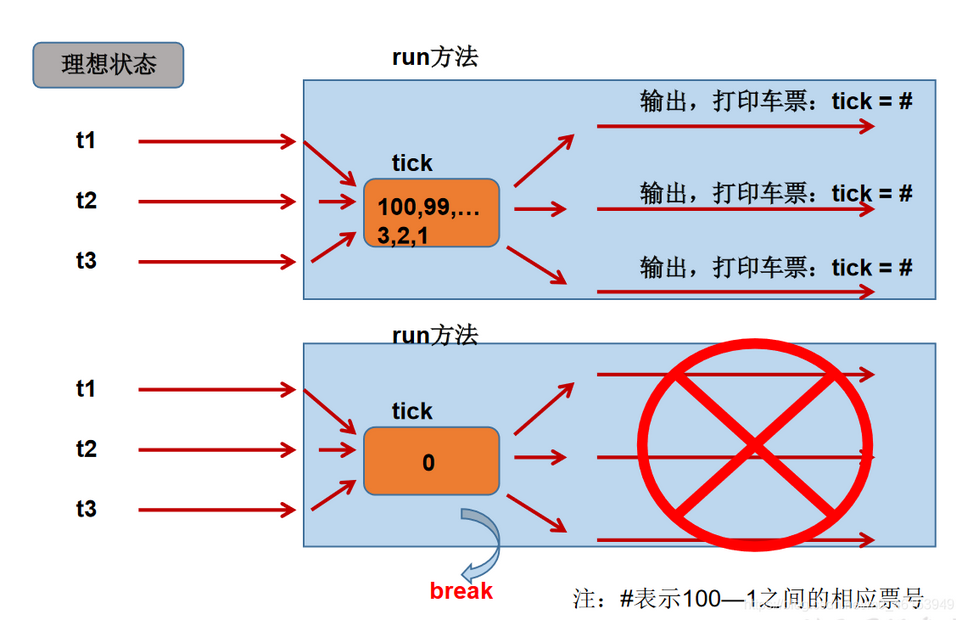 理想状态
run方法
输出，打印车票：tick = #
t1
tick
t2
100,99,…
3,2,1
输出，打印车票：tick = #
t3
输出，打印车票：tick = #
run方法
t1
tick
t2
0
t3
break
注：#表示100—1之间的相应票号